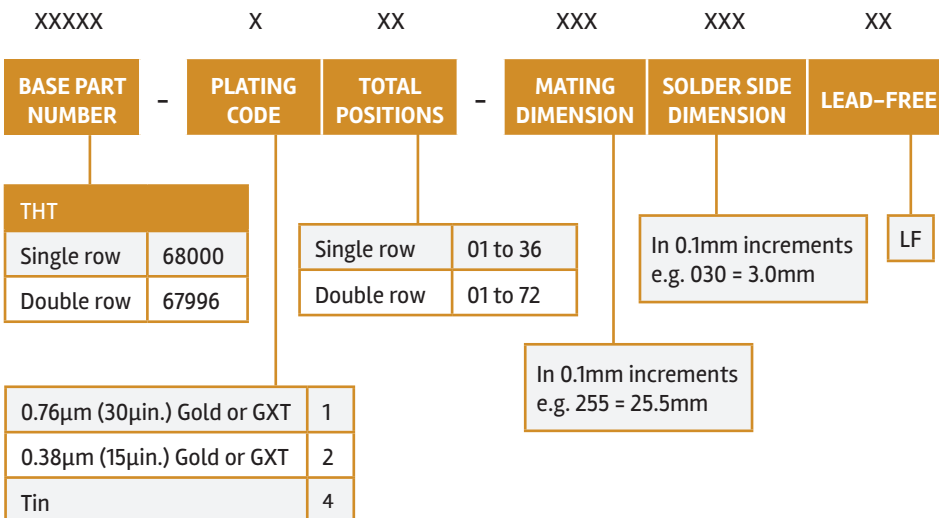 XXXXX X XX XXX XXX XX
BASE PART NUMBER - PLATING CODE TOTAL POSITIONS - MATING DIMENSION SOLDER SIDE DIMENSION LEAD-FREE
THT
Single row 68000
Double row 67996
Single row 01 to 36
Double row 01 to 72
In 0.1mm increments
e.g. 030 = 3.0mm
LF
In 0.1mm increments
e.g. 255 = 25.5mm
0.76µm (30µin.) Gold or GXT 1
0.38µm (15µin.) Gold or GXT 2
Tin 4